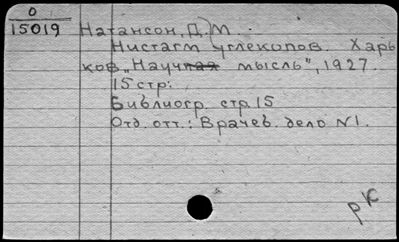 0
15019 Натансон, Д. М.
Нистагм углекопов. Харь
ков, „Научная мысль", 1927.
15 стр.
Библиогр. стр. 15
Отд. отт.: Врачеб. дело N1.
рк